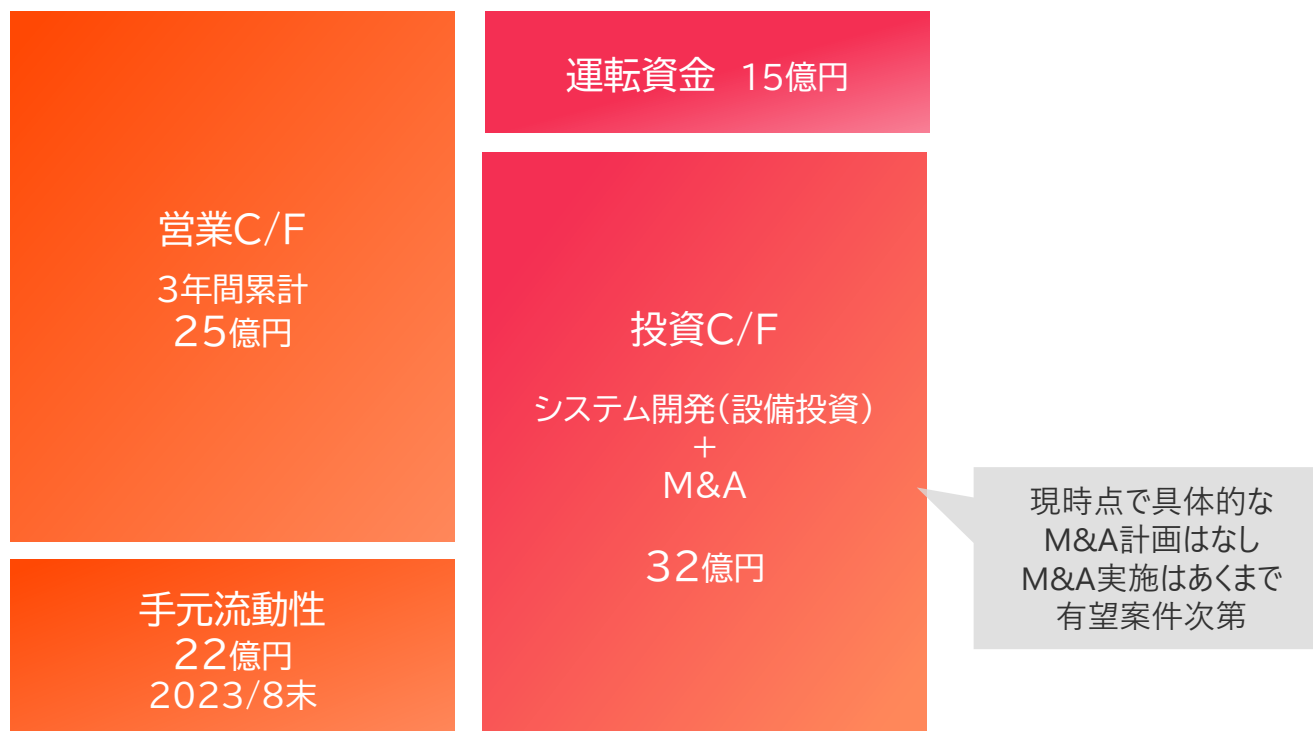 営業C/F
3年間累計
25億円
手元流動性
22億円
2023/8末
運転資金 15億円
投資C/F
システム開発(設備投資)
+
M&A
32億円
現時点で具体的な
M&A計画はなし
M&A実施はあくまで
有望案件次第